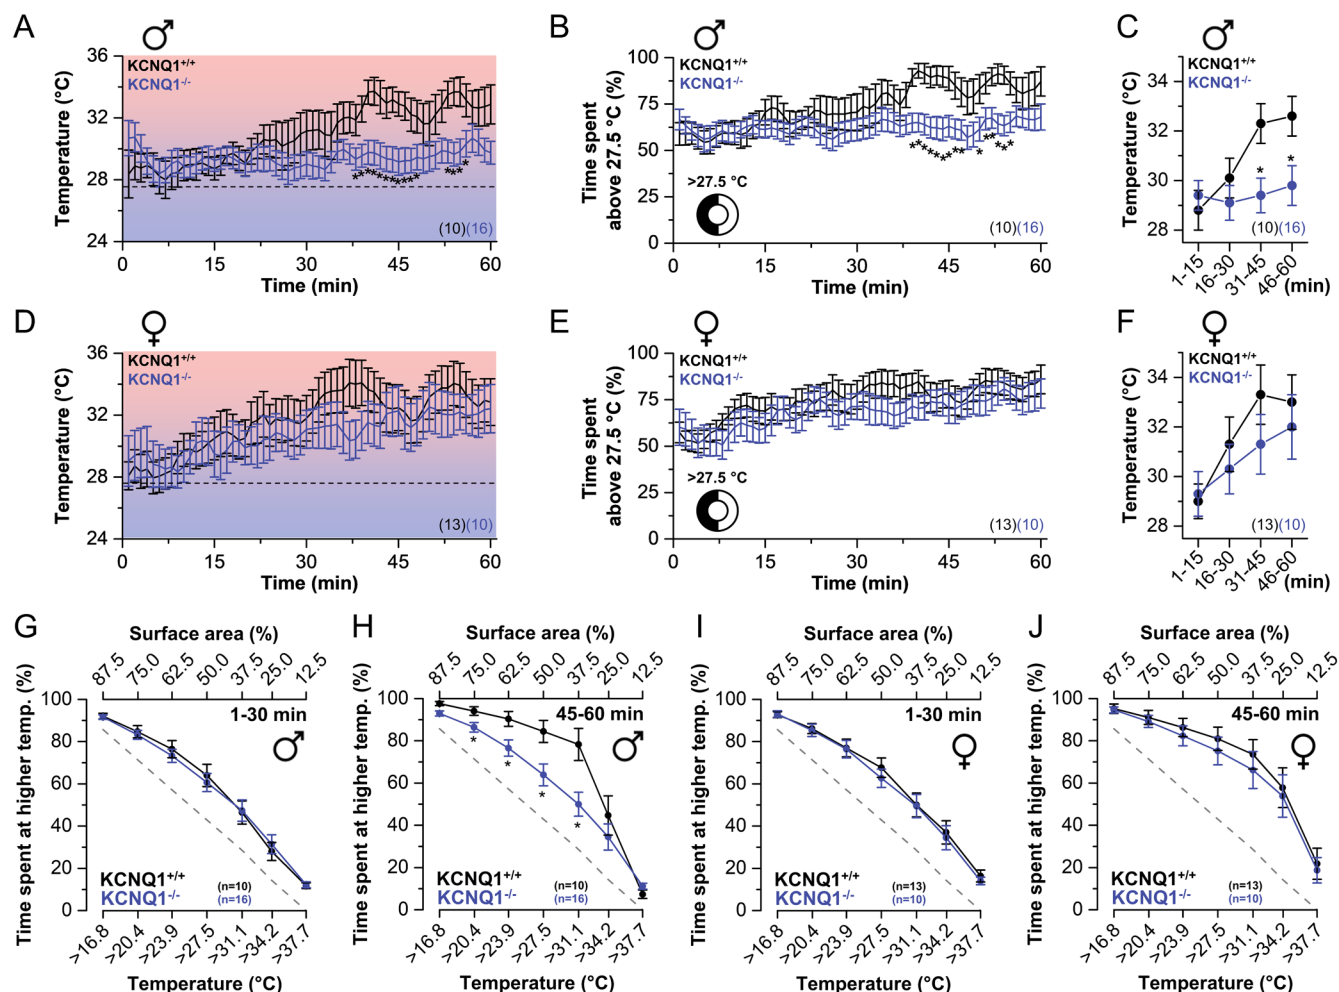 A ♂
KCNQ1+/+
KCNQ1-/-
Temperature (°C)
36
32
28
24
(10)(16)
0 15 30 45 60
Time (min)
B ♂
KCNQ1+/+
KCNQ1-/-
Time spent
above 27.5 °C (%)
100
75
50
25
0
>27.5 °C
(10)(16)
0 15 30 45 60
Time (min)
C ♂
KCNQ1+/+
KCNQ1-/-
Temperature (°C)
34
32
30
28
* *
(10)(16)
1-15 16-30 31-45 46-60 (min)
D ♀
KCNQ1+/+
KCNQ1-/-
Temperature (°C)
36
32
28
24
(13)(10)
0 15 30 45 60
Time (min)
E ♀
KCNQ1+/+
KCNQ1-/-
Time spent
above 27.5 °C (%)
100
75
50
25
0
>27.5 °C
(13)(10)
0 15 30 45 60
Time (min)
F ♀
KCNQ1+/+
KCNQ1-/-
Temperature (°C)
34
32
30
28
(13)(10)
1-15 16-30 31-45 46-60 (min)
G
Surface area (%)
87.5 75.0 62.5 50.0 37.5 25.0 12.5
Time spent at higher temp. (%)
100
80
60
40
20
0
1-30 min
♂
KCNQ1+/+ (n=10)
KCNQ1-/- (n=16)
>16.8 >20.4 >23.9 >27.5 >31.1 >34.2 >37.7
Temperature (°C)
H
Surface area (%)
87.5 75.0 62.5 50.0 37.5 25.0 12.5
Time spent at higher temp. (%)
100
80
60
40
20
0
45-60 min
♂
* * * *
KCNQ1+/+ (n=10)
KCNQ1-/- (n=16)
>16.8 >20.4 >23.9 >27.5 >31.1 >34.2 >37.7
Temperature (°C)
I
Surface area (%)
87.5 75.0 62.5 50.0 37.5 25.0 12.5
Time spent at higher temp. (%)
100
80
60
40
20
0
1-30 min
♀
KCNQ1+/+ (n=13)
KCNQ1-/- (n=10)
>16.8 >20.4 >23.9 >27.5 >31.1 >34.2 >37.7
Temperature (°C)
J
Surface area (%)
87.5 75.0 62.5 50.0 37.5 25.0 12.5
Time spent at higher temp. (%)
100
80
60
40
20
0
45-60 min
♀
KCNQ1+/+ (n=13)
KCNQ1-/- (n=10)
>16.8 >20.4 >23.9 >27.5 >31.1 >34.2 >37.7
Temperature (°C)